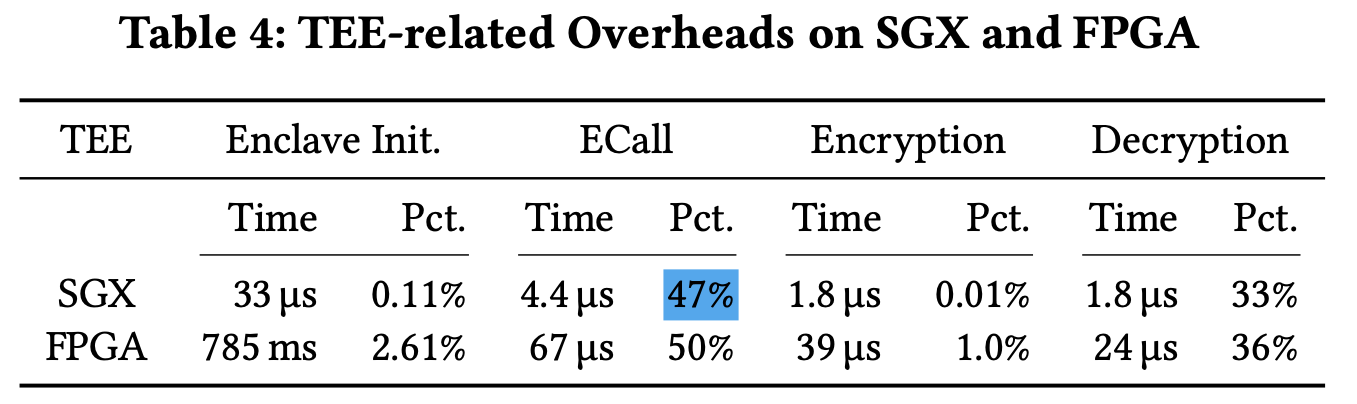 Table 4: TEE-related Overheads on SGX and FPGA
TEE Enclave Init. ECall Encryption Decryption
Time Pct. Time Pct. Time Pct. Time Pct.
SGX 33 µs 0.11% 4.4 µs 47% 1.8 µs 0.01% 1.8 µs 33%
FPGA 785 ms 2.61% 67 µs 50% 39 µs 1.0% 24 µs 36%